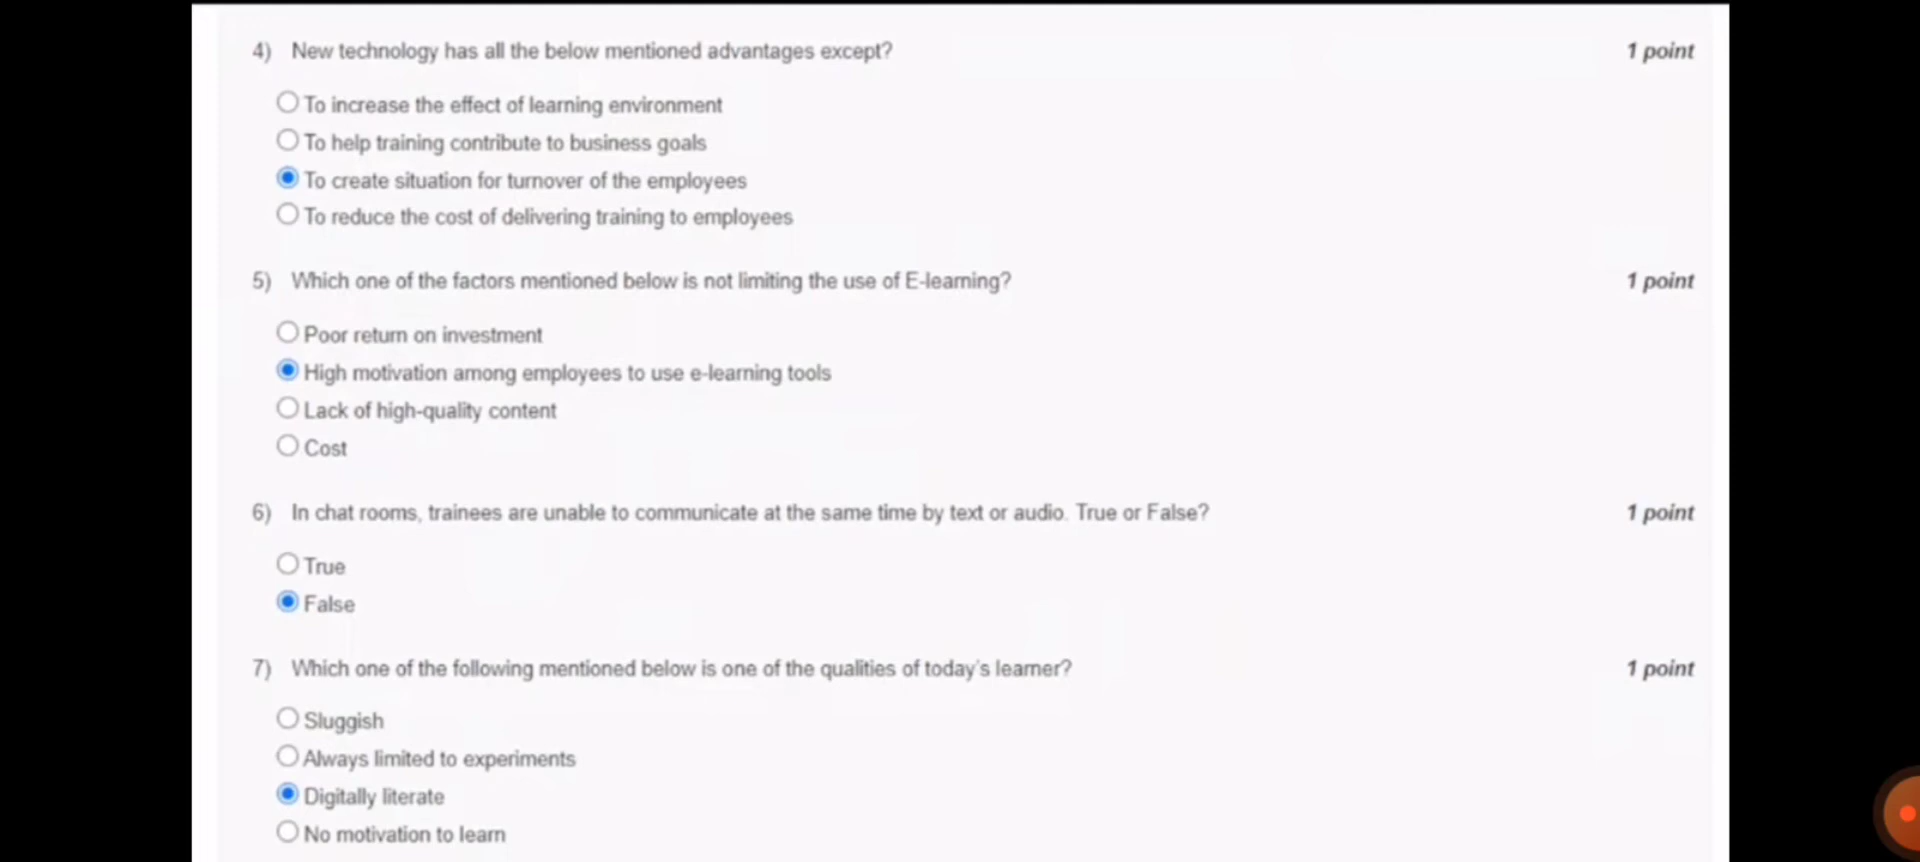 4) New technology has all the below mentioned advantages except? 1 point
To increase the effect of learning environment
To help training contribute to business goals
To create situation for turnover of the employees
To reduce the cost of delivering training to employees
5) Which one of the factors mentioned below is not limiting the use of E-learning? 1 point
Poor return on investment
High motivation among employees to use e-learning tools
Lack of high-quality content
Cost
6) In chat rooms, trainees are unable to communicate at the same time by text or audio. True or False? 1 point
True
False
7) Which one of the following mentioned below is one of the qualities of today's learner? 1 point
Sluggish
Always limited to experiments
Digitally literate
No motivation to learn